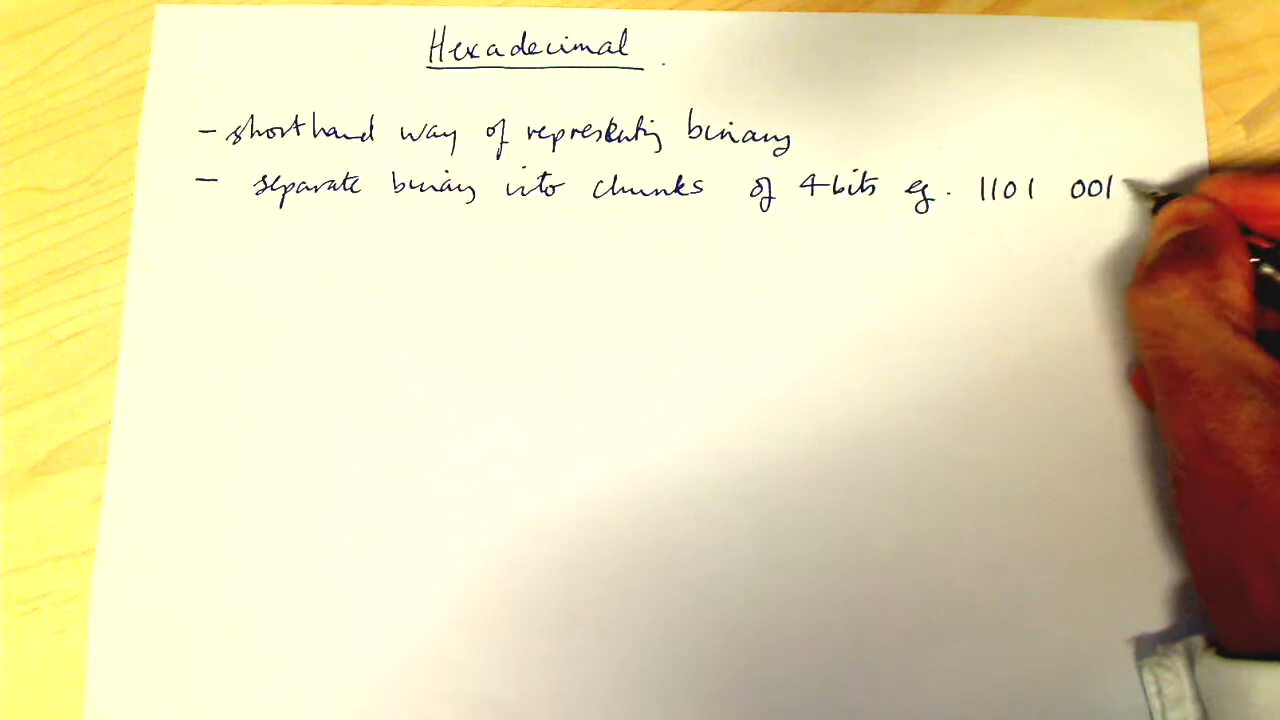 Hexadecimal .
- shorthand way of representing binary
- separate binary into chunks of 4 bits eg. 1101 001